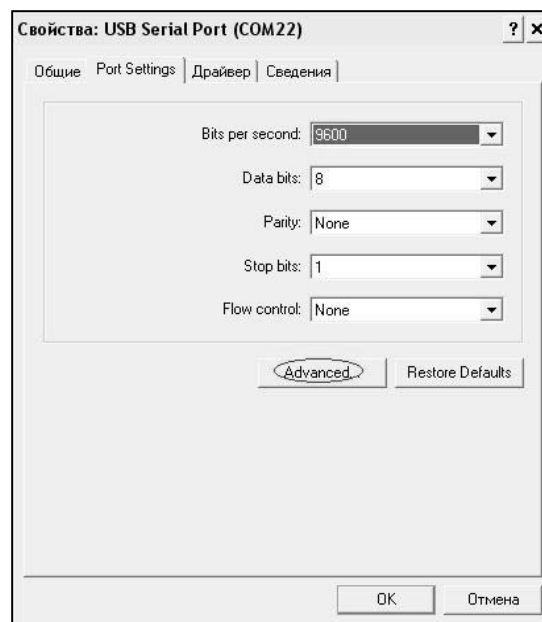 Свойства: USB Serial Port (COM22)
Общие Port Settings Драйвер Сведения
Bits per second: 9600
Data bits: 8
Parity: None
Stop bits: 1
Flow control: None
Advanced... Restore Defaults
OK Отмена